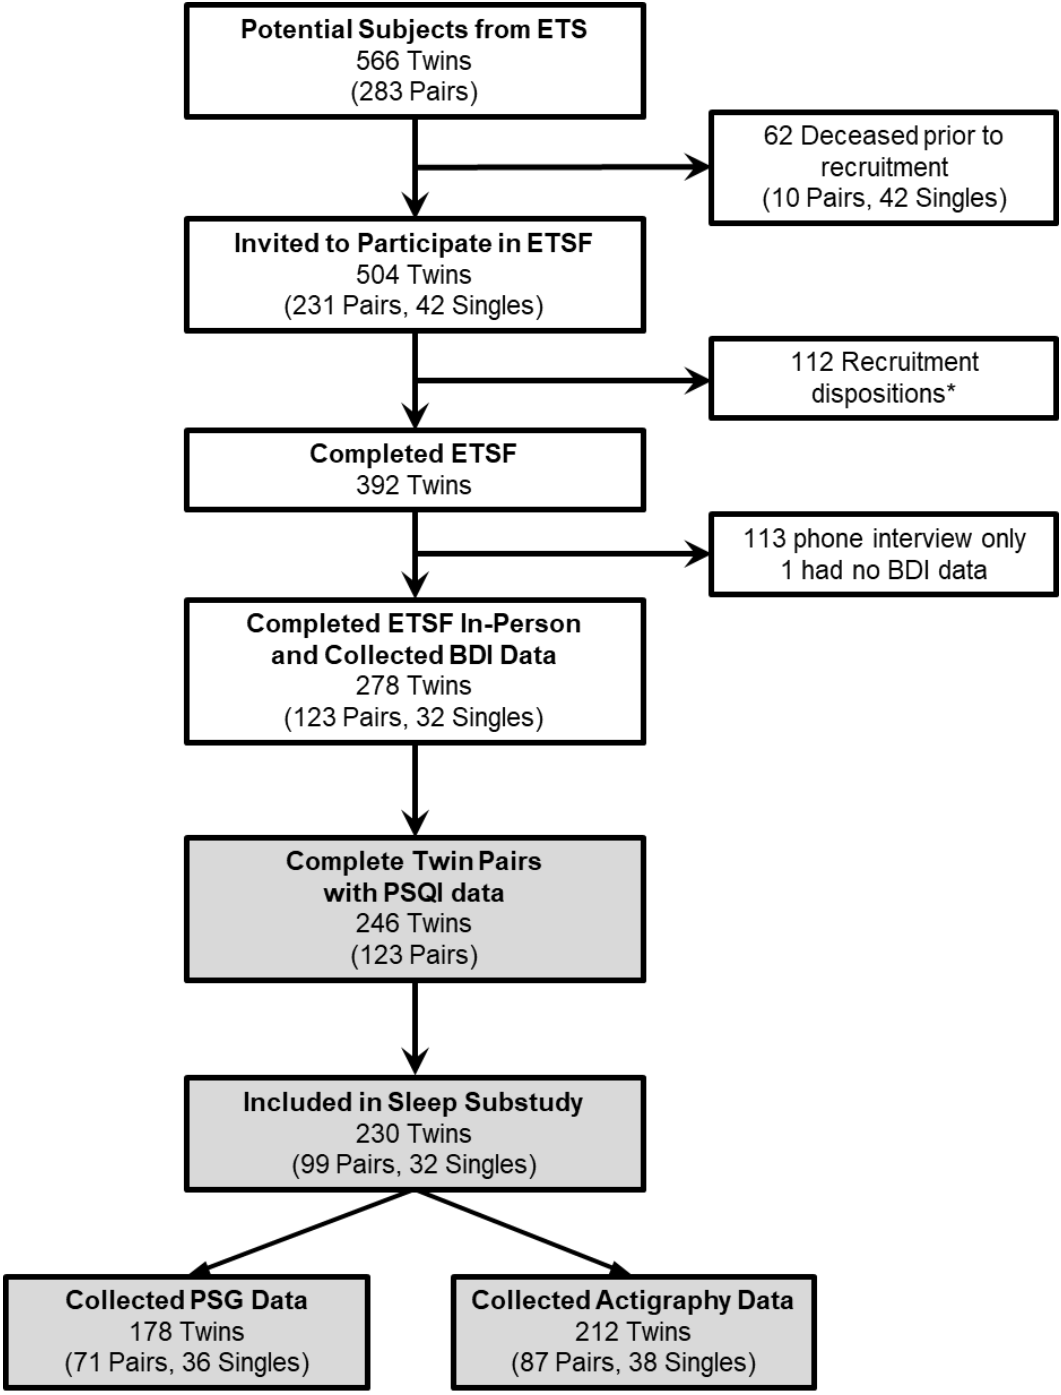 Potential Subjects from ETS
566 Twins
(283 Pairs)
62 Deceased prior to
recruitment
(10 Pairs, 42 Singles)
Invited to Participate in ETSF
504 Twins
(231 Pairs, 42 Singles)
112 Recruitment
dispositions*
Completed ETSF
392 Twins
113 phone interview only
1 had no BDI data
Completed ETSF In-Person
and Collected BDI Data
278 Twins
(123 Pairs, 32 Singles)
Complete Twin Pairs
with PSQI data
246 Twins
(123 Pairs)
Included in Sleep Substudy
230 Twins
(99 Pairs, 32 Singles)
Collected PSG Data
178 Twins
(71 Pairs, 36 Singles)
Collected Actigraphy Data
212 Twins
(87 Pairs, 38 Singles)